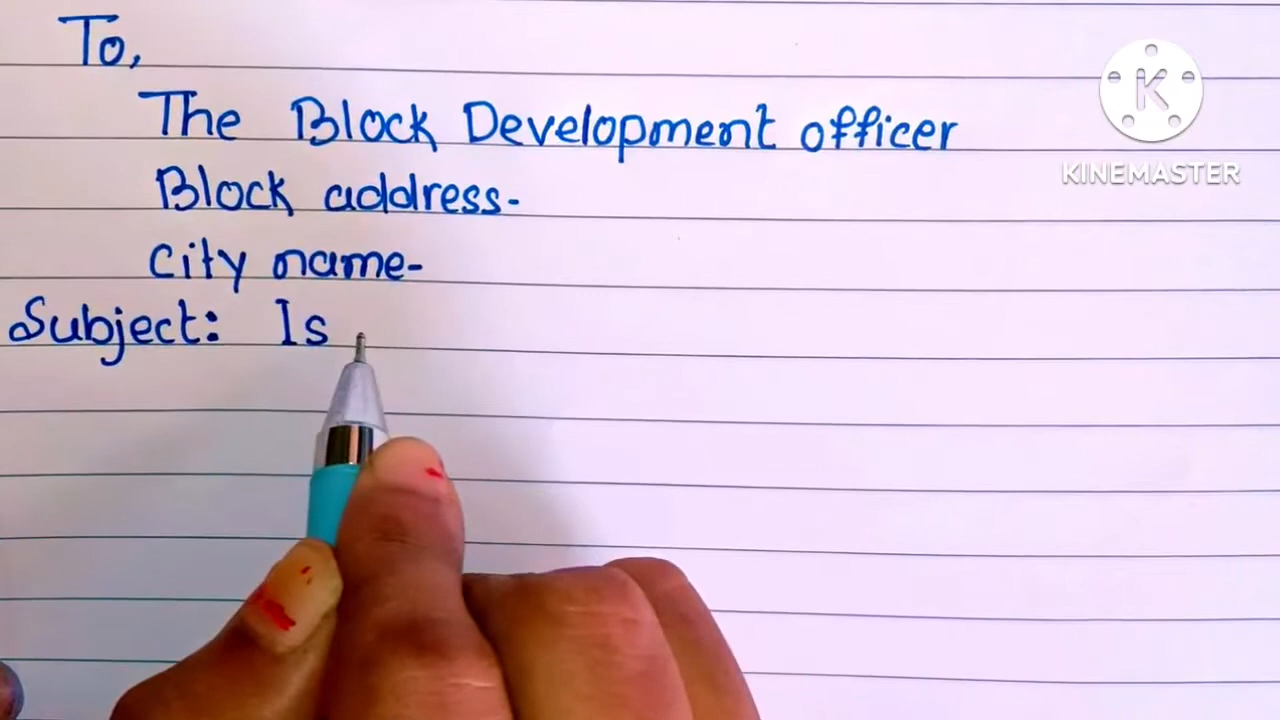 To,
The Block Development officer
Block address-
City name-
Subject: Is
KINEMASTER